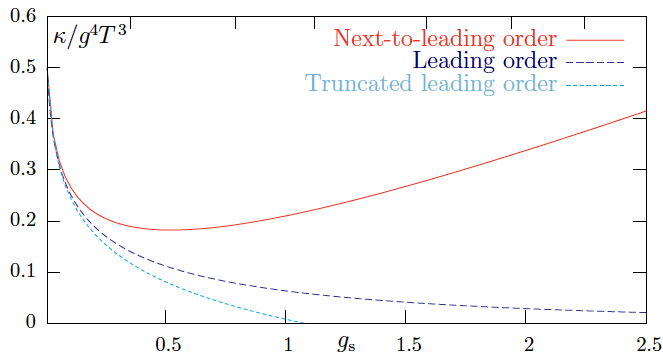 0.6
κ/g⁴T³
Next-to-leading order
0.5
Leading order
Truncated leading order
0.4
0.3
0.2
0.1
0
0.5
1
gₛ
1.5
2
2.5